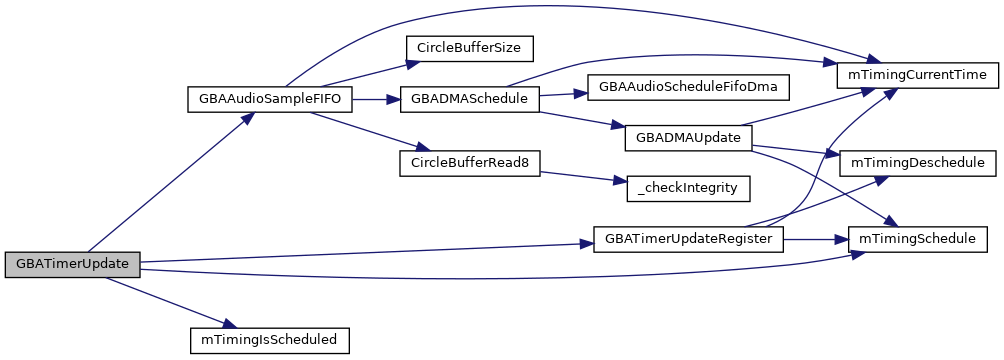 CircleBufferSize
mTimingCurrentTime
GBAAudioScheduleFifoDma
GBAAudioSampleFIFO
GBADMASchedule
GBADMAUpdate
CircleBufferRead8
mTimingDeschedule
_checkIntegrity
GBATimerUpdateRegister
mTimingSchedule
GBATimerUpdate
mTimingIsScheduled